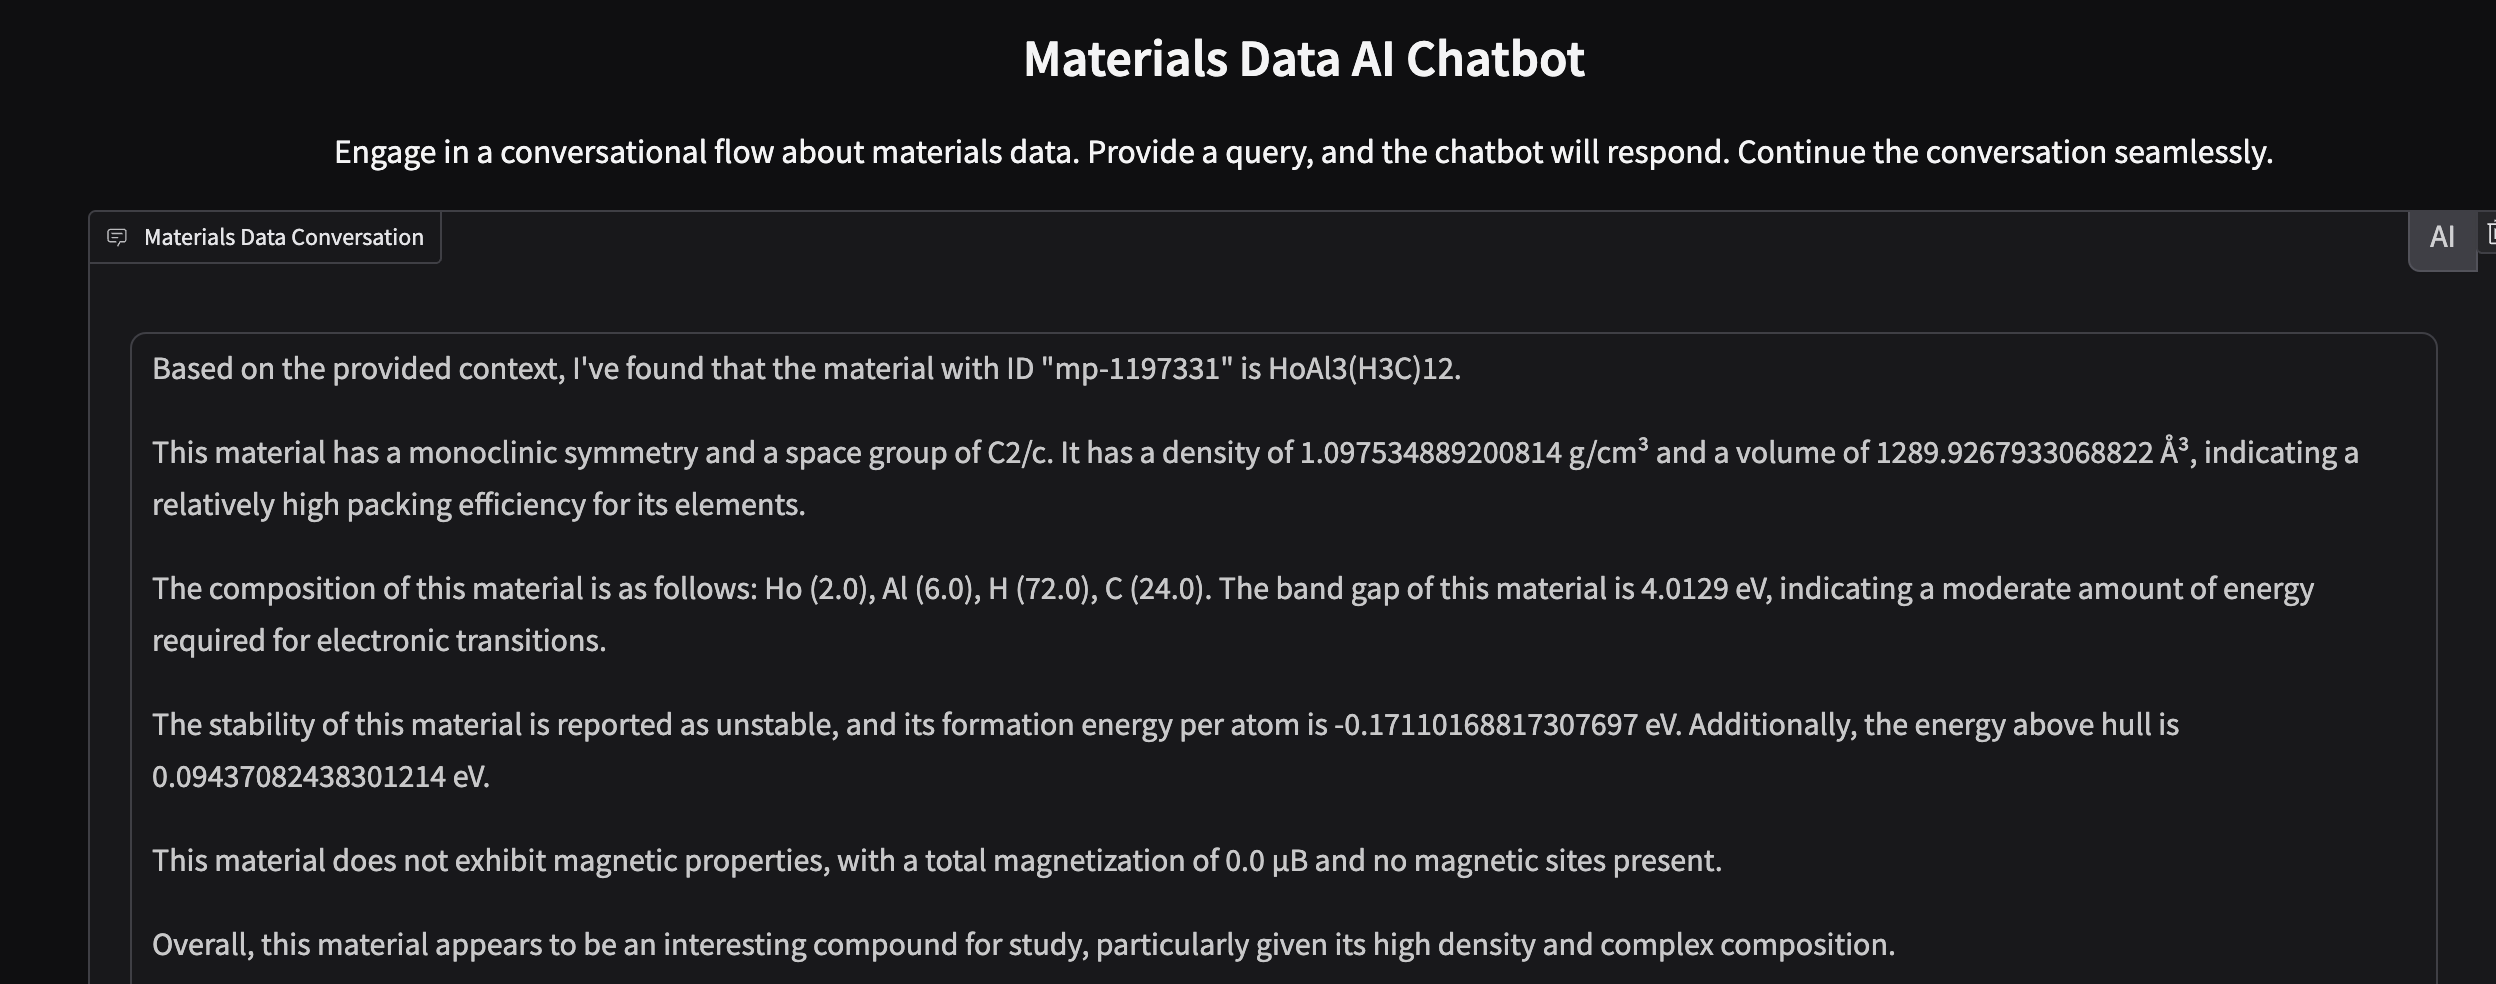 Materials Data AI Chatbot
Engage in a conversational flow about materials data. Provide a query, and the chatbot will respond. Continue the conversation seamlessly.
Materials Data Conversation
AI
Based on the provided context, I've found that the material with ID "mp-1197331" is HoAl3(H3C)12.
This material has a monoclinic symmetry and a space group of C2/c. It has a density of 1.097534889200814 g/cm³ and a volume of 1289.9267933068822 Å³, indicating a
relatively high packing efficiency for its elements.
The composition of this material is as follows: Ho (2.0), Al (6.0), H (72.0), C (24.0). The band gap of this material is 4.0129 eV, indicating a moderate amount of energy
required for electronic transitions.
The stability of this material is reported as unstable, and its formation energy per atom is -0.17110168817307697 eV. Additionally, the energy above hull is
0.09437082438301214 eV.
This material does not exhibit magnetic properties, with a total magnetization of 0.0 µB and no magnetic sites present.
Overall, this material appears to be an interesting compound for study, particularly given its high density and complex composition.